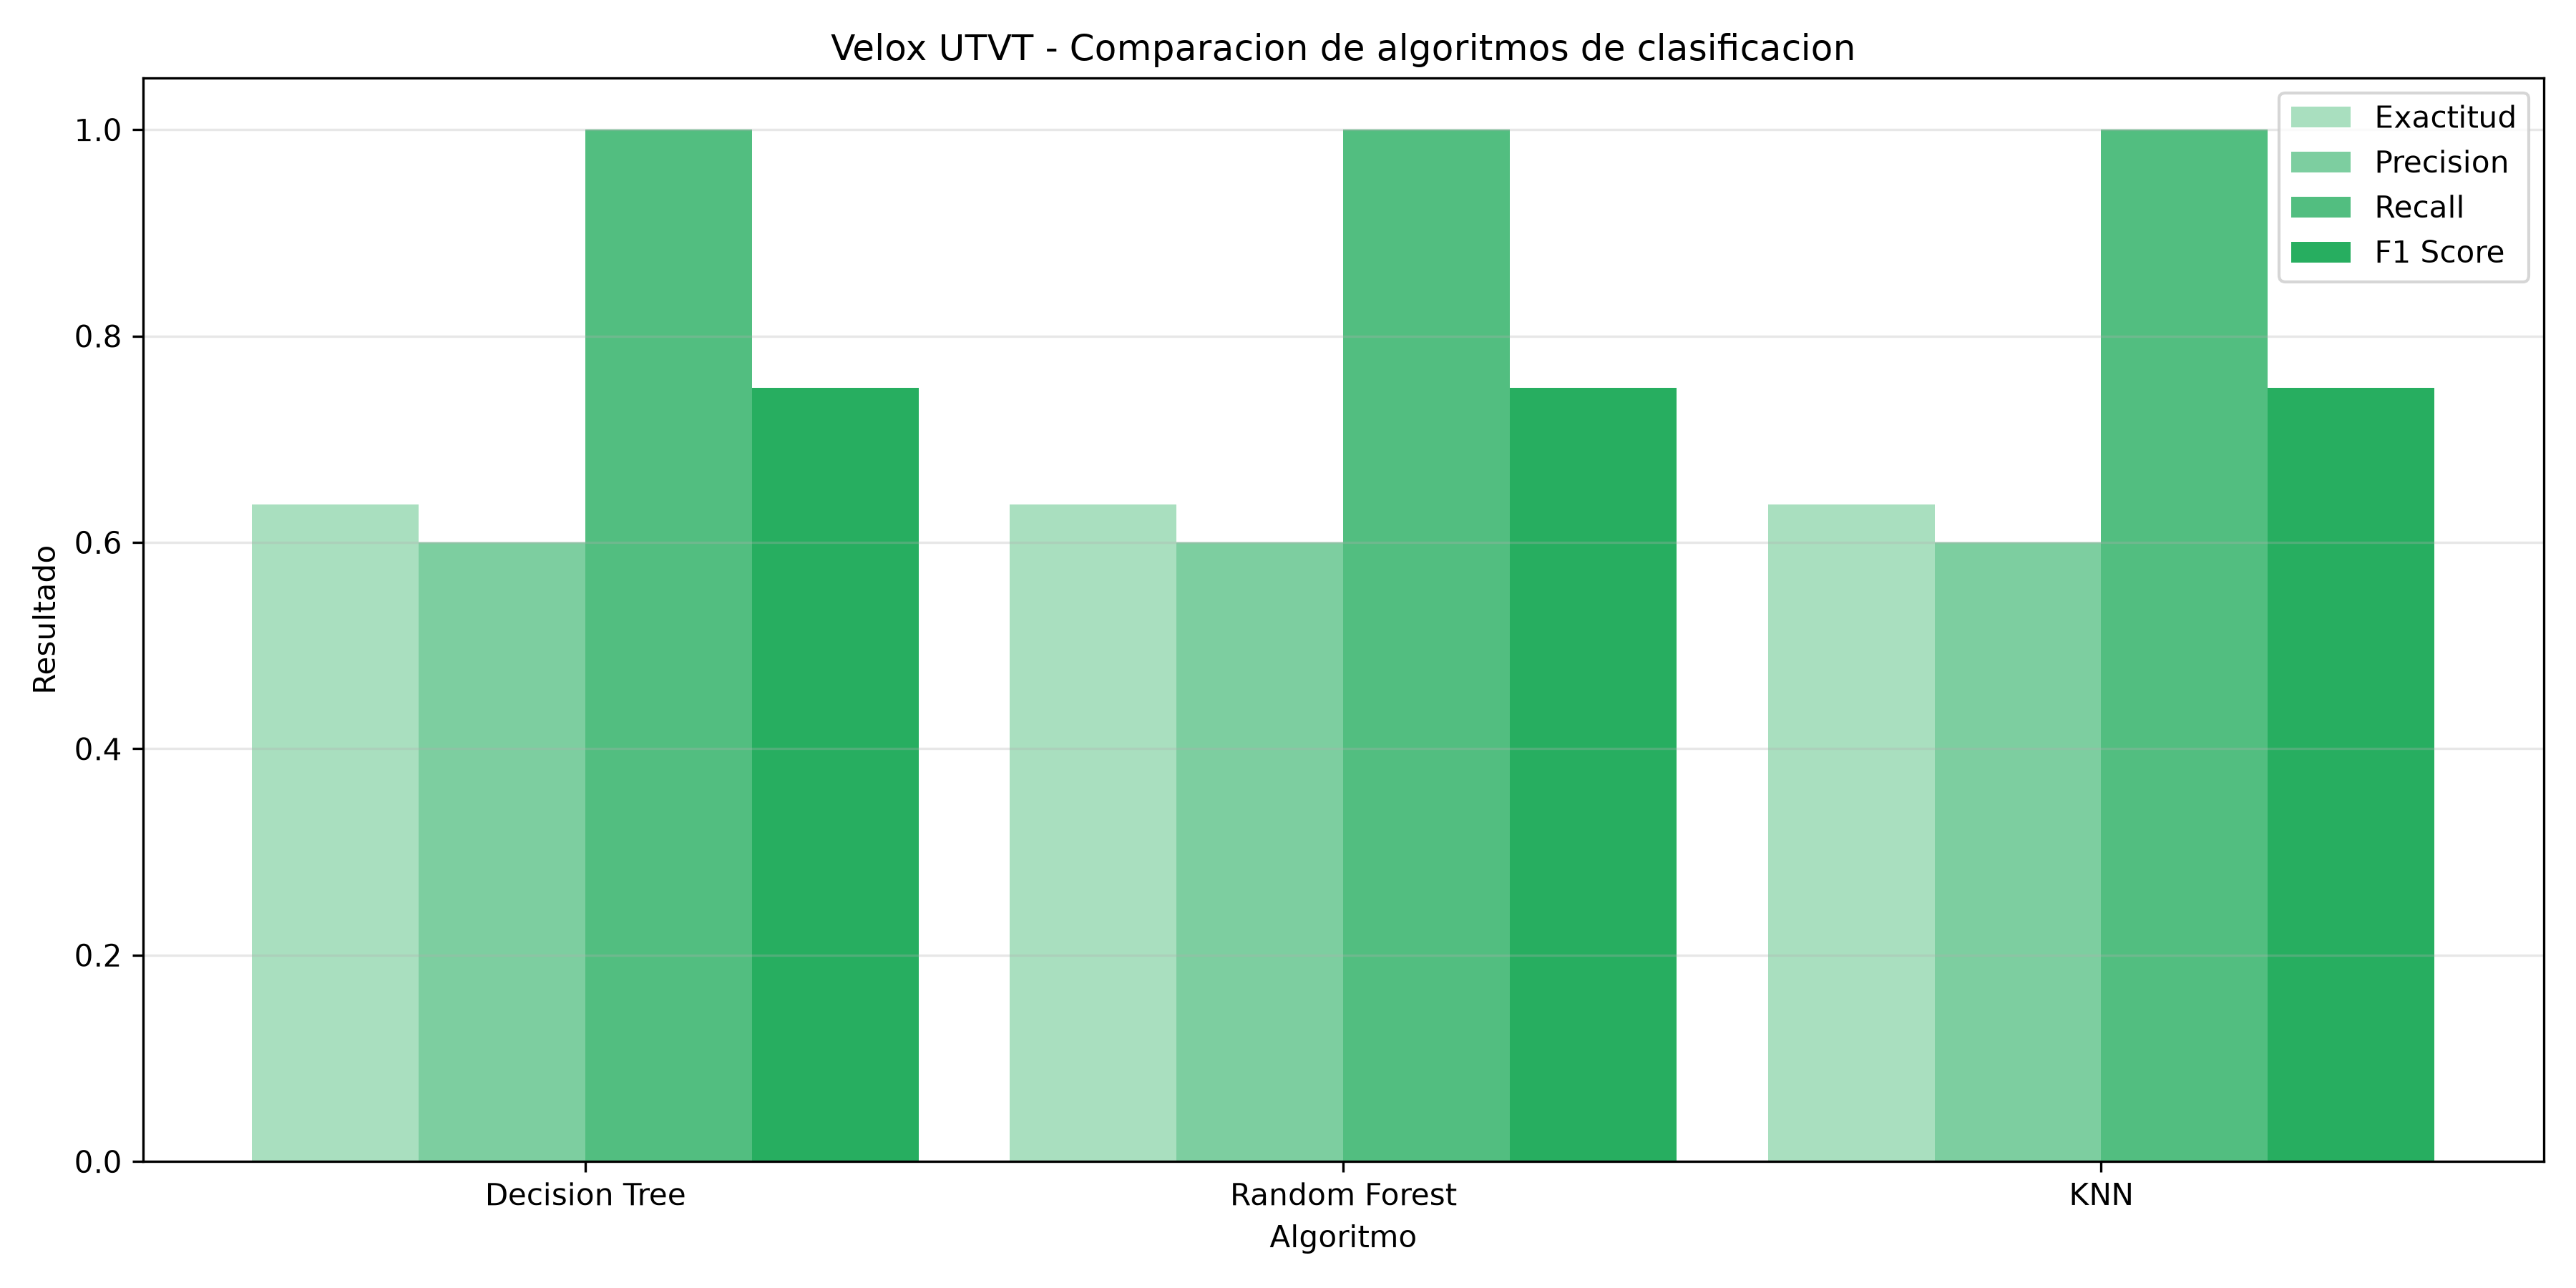 Velox UTVT - Comparacion de algoritmos de clasificacion
Exactitud
Precision
Recall
F1 Score
Resultado
1.0
0.8
0.6
0.4
0.2
0.0
Decision Tree
Random Forest
KNN
Algoritmo